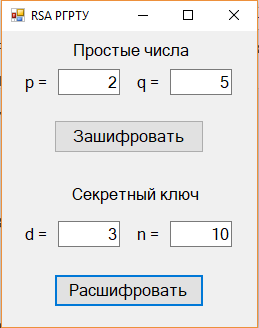 RSA РГРТУ
Простые числа
p = 2 q = 5
Зашифровать
Секретный ключ
d = 3 n = 10
Расшифровать